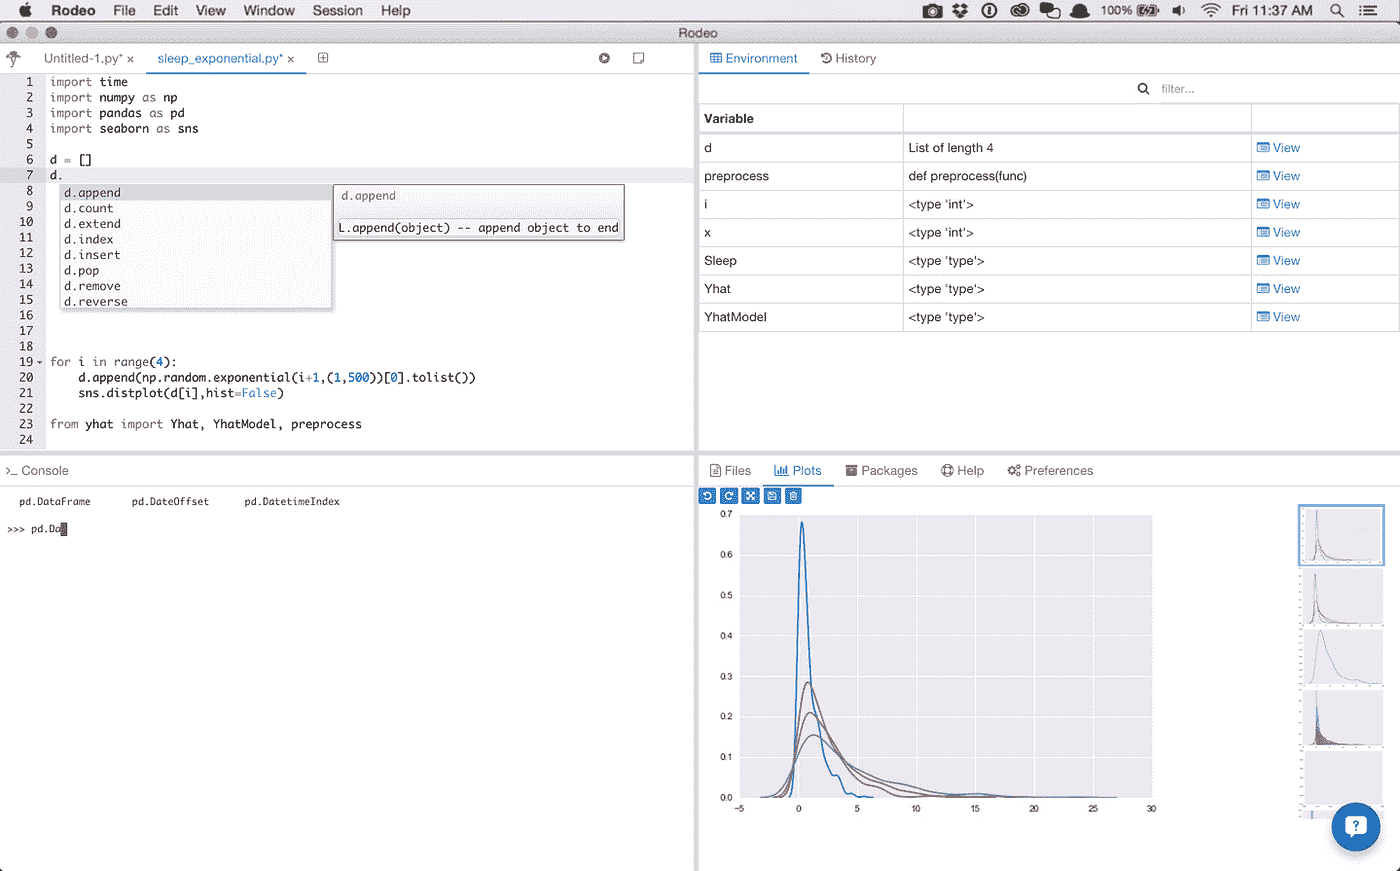 Rodeo File Edit View Window Session Help 100% Fri 11:37 AM
Rodeo
Untitled-1.py* × sleep_exponential.py* ×
1 import time
2 import numpy as np
3 import pandas as pd
4 import seaborn as sns
5
6 d = []
7 d.
8 d.append
9 d.count
10 d.extend
11 d.index
12 d.insert
13 d.pop
14 d.remove
15 d.reverse
d.append
L.append(object) -- append object to end
16
17
18
19 for i in range(4):
20 d.append(np.random.exponential(i+1,(1,500))[0].tolist())
21 sns.distplot(d[i],hist=False)
22
23 from yhat import Yhat, YhatModel, preprocess
24
Environment History
filter...
Variable
d List of length 4 View
preprocess def preprocess(func) View
i <type 'int'> View
x <type 'int'> View
Sleep <type 'type'> View
Yhat <type 'type'> View
YhatModel <type 'type'> View
>_ Console
pd.DataFrame pd.DateOffset pd.DatetimeIndex
>>> pd.Da
Files Plots Packages Help Preferences
0.7
0.6
0.5
0.4
0.3
0.2
0.1
0.0
−5 0 5 10 15 20 25 30
?